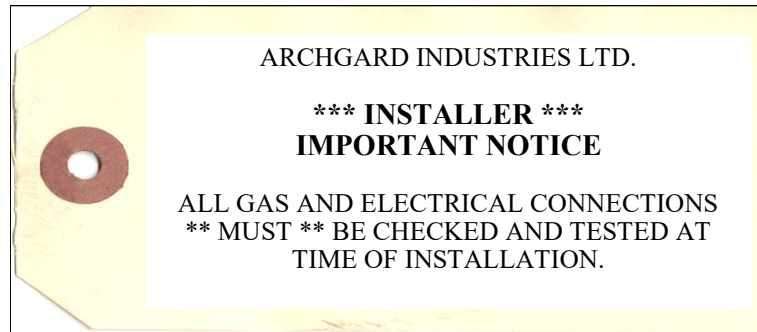 ARCHGARD INDUSTRIES LTD.
*** INSTALLER ***
IMPORTANT NOTICE
ALL GAS AND ELECTRICAL CONNECTIONS
** MUST ** BE CHECKED AND TESTED AT
TIME OF INSTALLATION.